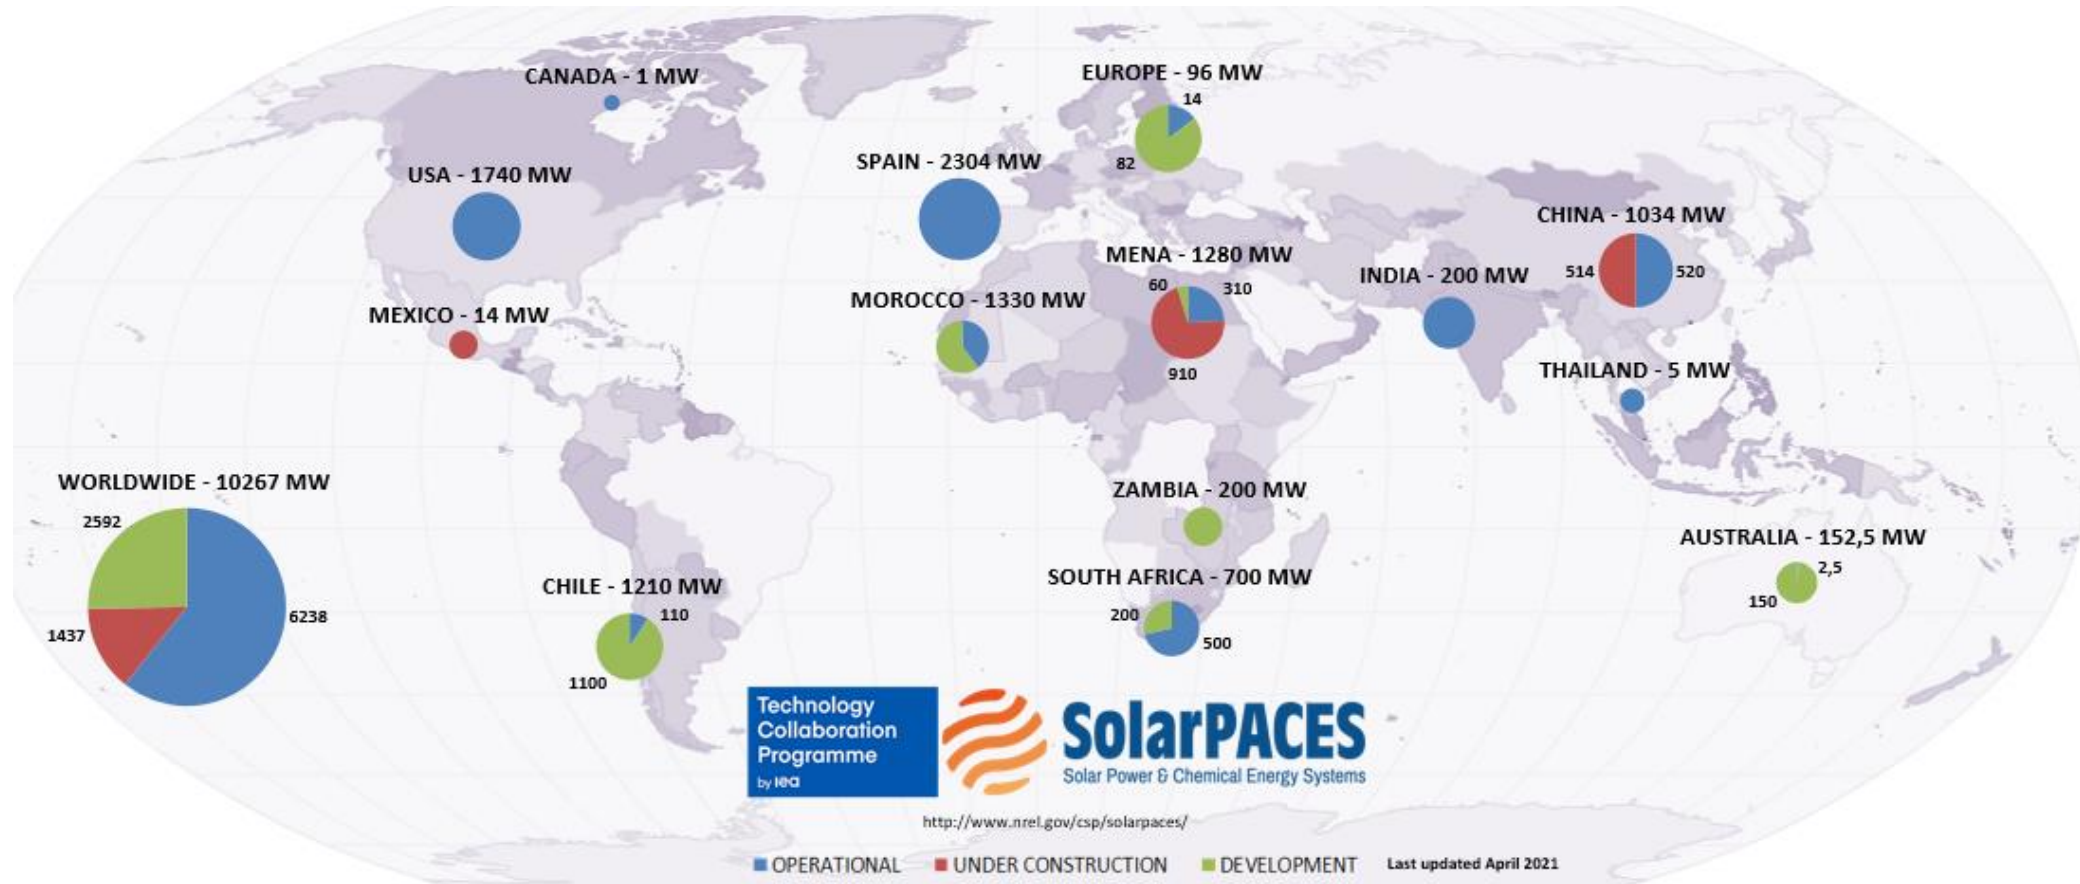 CANADA - 1 MW
EUROPE - 96 MW
14
82
SPAIN - 2304 MW
USA - 1740 MW
CHINA - 1034 MW
514
520
MENA - 1280 MW
60
310
910
INDIA - 200 MW
MOROCCO - 1330 MW
MEXICO - 14 MW
THAILAND - 5 MW
WORLDWIDE - 10267 MW
2592
1437
6238
ZAMBIA - 200 MW
AUSTRALIA - 152,5 MW
2,5
150
CHILE - 1210 MW
110
1100
SOUTH AFRICA - 700 MW
200
500
Technology
Collaboration
Programme
by iea
SolarPACES
Solar Power & Chemical Energy Systems
http://www.nrel.gov/csp/solarpaces/
OPERATIONAL UNDER CONSTRUCTION DEVELOPMENT Last updated April 2021